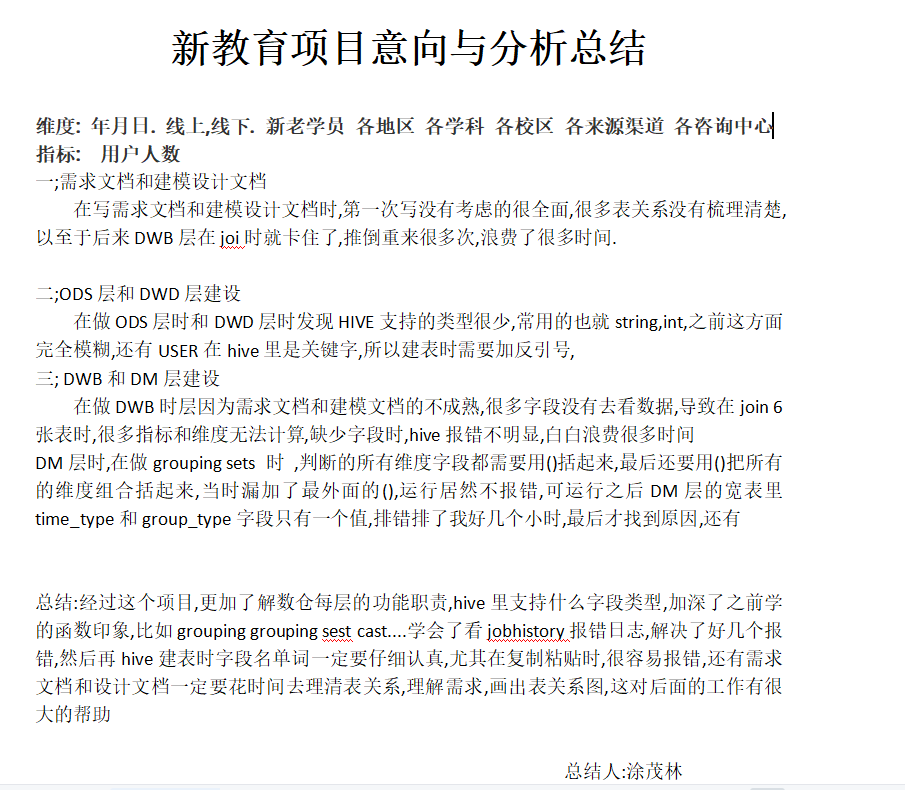 新教育项目意向与分析总结
维度: 年月日. 线上,线下. 新老学员 各地区 各学科 各校区 各来源渠道 各咨询中心
指标: 用户人数
一;需求文档和建模设计文档
在写需求文档和建模设计文档时,第一次写没有考虑的很全面,很多表关系没有梳理清楚,
以至于后来 DWB 层在 joi 时就卡住了,推倒重来很多次,浪费了很多时间.
二;ODS 层和 DWD 层建设
在做 ODS 层时和 DWD 层时发现 HIVE 支持的类型很少,常用的也就 string,int,之前这方面
完全模糊,还有 USER 在 hive 里是关键字,所以建表时需要加反引号,
三; DWB 和 DM 层建设
在做 DWB 时层因为需求文档和建模文档的不成熟,很多字段没有去看数据,导致在 join 6
张表时,很多指标和维度无法计算,缺少字段时,hive 报错不明显,白白浪费很多时间
DM 层时,在做 grouping sets 时 ,判断的所有维度字段都需要用()括起来,最后还要用()把所有
的维度组合括起来,当时漏加了最外面的(),运行居然不报错,可运行之后 DM 层的宽表里
time_type 和 group_type 字段只有一个值,排错排了我好几个小时,最后才找到原因,还有
总结:经过这个项目,更加了解数仓每层的功能职责,hive 里支持什么字段类型,加深了之前学
的函数印象,比如 grouping grouping sest cast....学会了看 jobhistory 报错日志,解决了好几个报
错,然后再 hive 建表时字段名单词一定要仔细认真,尤其在复制粘贴时,很容易报错,还有需求
文档和设计文档一定要花时间去理清表关系,理解需求,画出表关系图,这对后面的工作有很
大的帮助
总结人:涂茂林